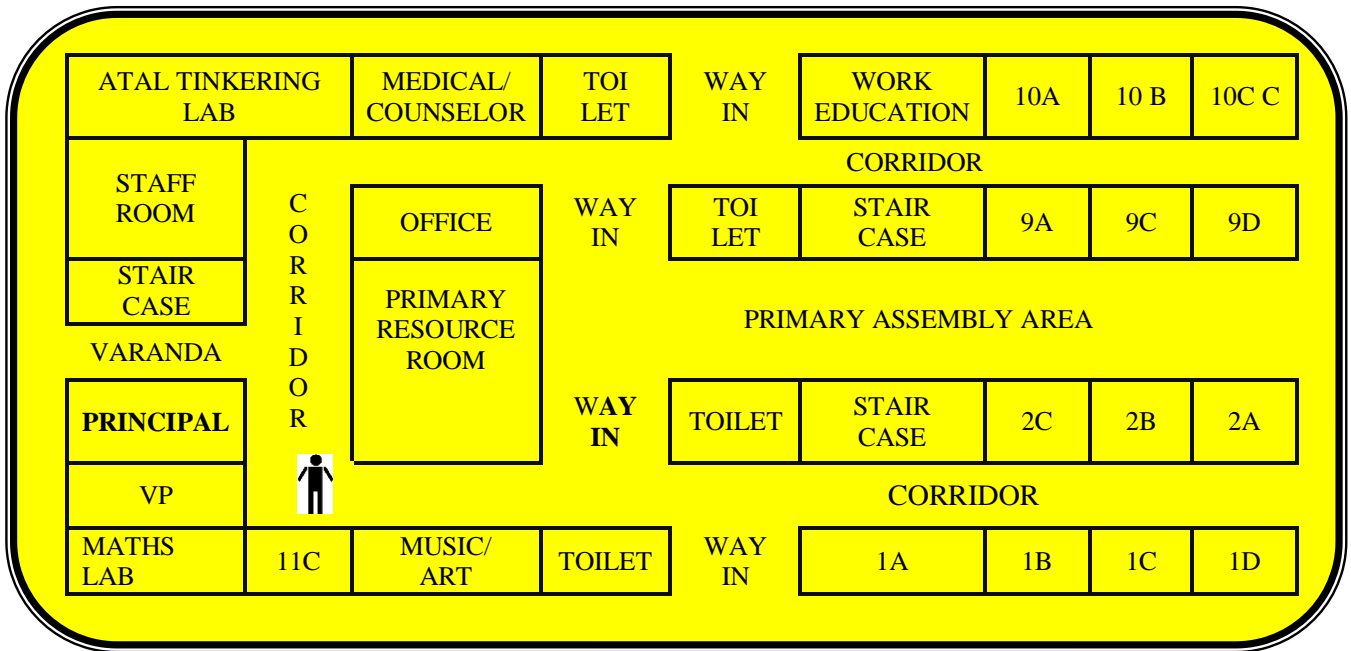 ATAL TINKERING
LAB
MEDICAL/
COUNSELOR
TOI
LET
WAY
IN
WORK
EDUCATION
10A
10 B
10C C
CORRIDOR
STAFF
ROOM
C
O
R
R
I
D
O
R
OFFICE
WAY
IN
TOI
LET
STAIR
CASE
9A
9C
9D
STAIR
CASE
PRIMARY
RESOURCE
ROOM
PRIMARY ASSEMBLY AREA
VARANDA
PRINCIPAL
WAY
IN
TOILET
STAIR
CASE
2C
2B
2A
VP
CORRIDOR
MATHS
LAB
11C
MUSIC/
ART
TOILET
WAY
IN
1A
1B
1C
1D